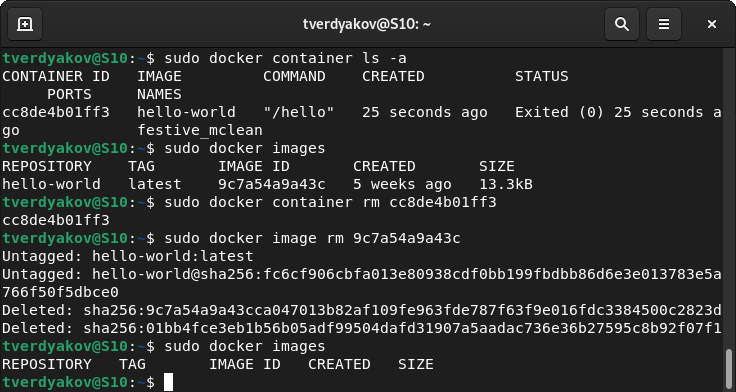 tverdyakov@S10: ~
tverdyakov@S10:~$ sudo docker container ls -a
CONTAINER ID   IMAGE         COMMAND    CREATED          STATUS
     PORTS     NAMES
cc8de4b01ff3   hello-world   "/hello"   25 seconds ago   Exited (0) 25 seconds a
go             festive_mclean
tverdyakov@S10:~$ sudo docker images
REPOSITORY    TAG       IMAGE ID       CREATED       SIZE
hello-world   latest    9c7a54a9a43c   5 weeks ago   13.3kB
tverdyakov@S10:~$ sudo docker container rm cc8de4b01ff3
cc8de4b01ff3
tverdyakov@S10:~$ sudo docker image rm 9c7a54a9a43c
Untagged: hello-world:latest
Untagged: hello-world@sha256:fc6cf906cbfa013e80938cdf0bb199fbdbb86d6e3e013783e5a
766f50f5dbce0
Deleted: sha256:9c7a54a9a43cca047013b82af109fe963fde787f63f9e016fdc3384500c2823d
Deleted: sha256:01bb4fce3eb1b56b05adf99504dafd31907a5aadac736e36b27595c8b92f07f1
tverdyakov@S10:~$ sudo docker images
REPOSITORY   TAG       IMAGE ID   CREATED   SIZE
tverdyakov@S10:~$